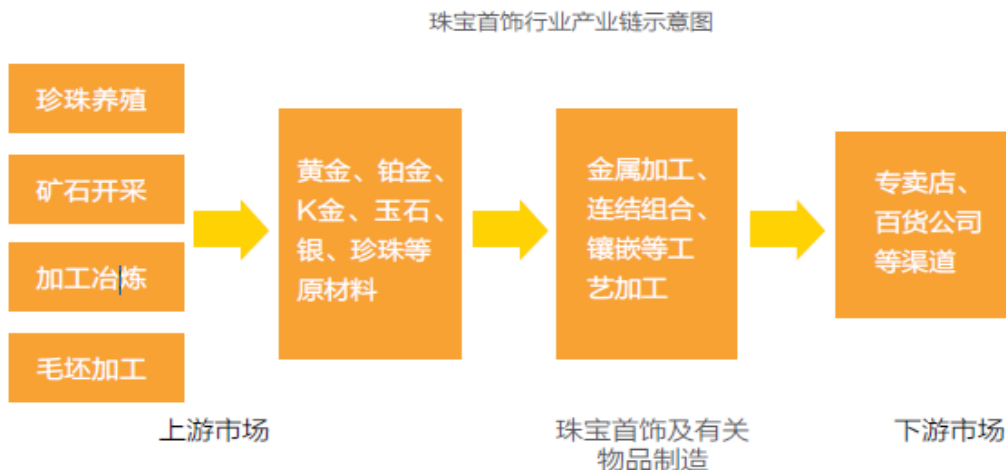 珠宝首饰行业产业链示意图
珍珠养殖
矿石开采
加工冶炼
毛坯加工
黄金、铂金、
K金、玉石、
银、珍珠等
原材料
金属加工、
连结组合、
镶嵌等工
艺加工
专卖店、
百货公司
等渠道
上游市场
珠宝首饰及有关
物品制造
下游市场